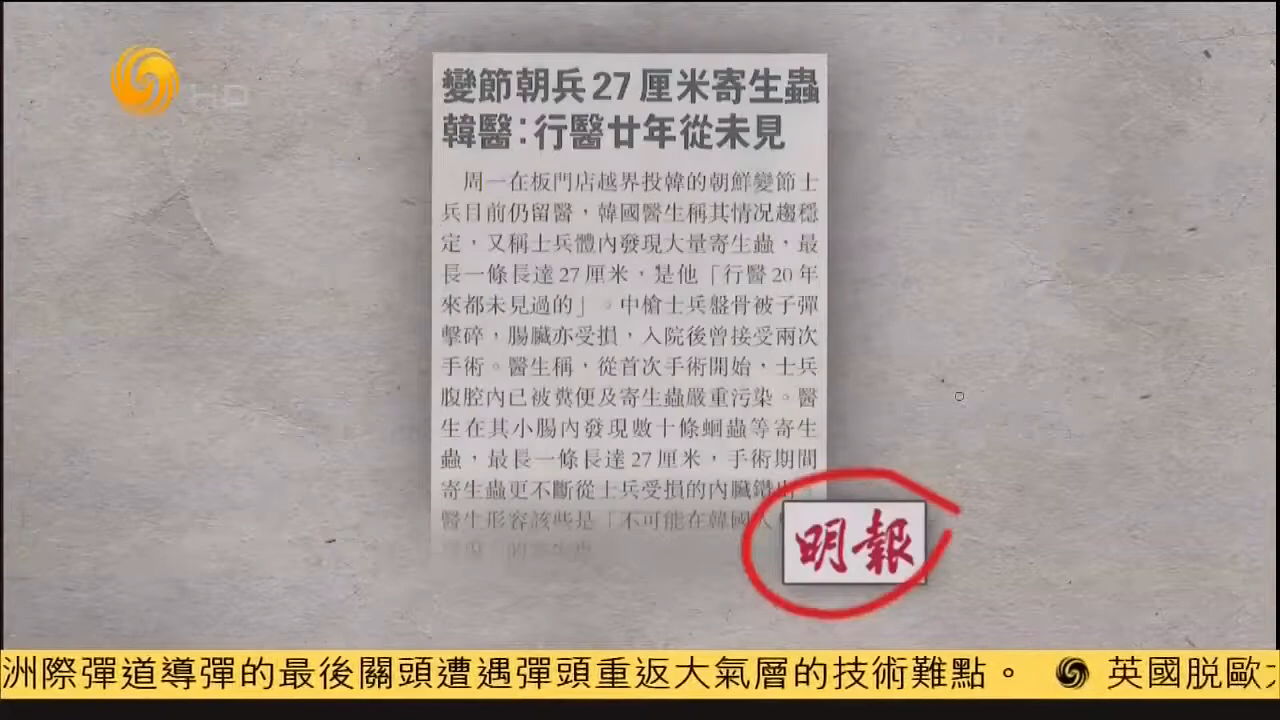 HD
變節朝兵27厘米寄生蟲
韓醫：行醫廿年從未見
周一在板門店越界投韓的朝鮮變節士
兵目前仍留醫，韓國醫生稱其情況趨穩
定，又稱士兵體內發現大量寄生蟲，最
長一條長達27厘米，是他「行醫20年
來都未見過的」。中槍士兵盤骨被子彈
擊碎，腸臟亦受損，入院後曾接受兩次
手術。醫生稱，從首次手術開始，士兵
腹腔內已被糞便及寄生蟲嚴重污染。醫
生在其小腸內發現數十條蛔蟲等寄生
蟲，最長一條長達27厘米，手術期間
寄生蟲更不斷從士兵受損的內臟鑽出
醫生形容該些是「不可能在韓國人
明報
洲際彈道導彈的最後關頭遭遇彈頭重返大氣層的技術難點。 英國脱歐